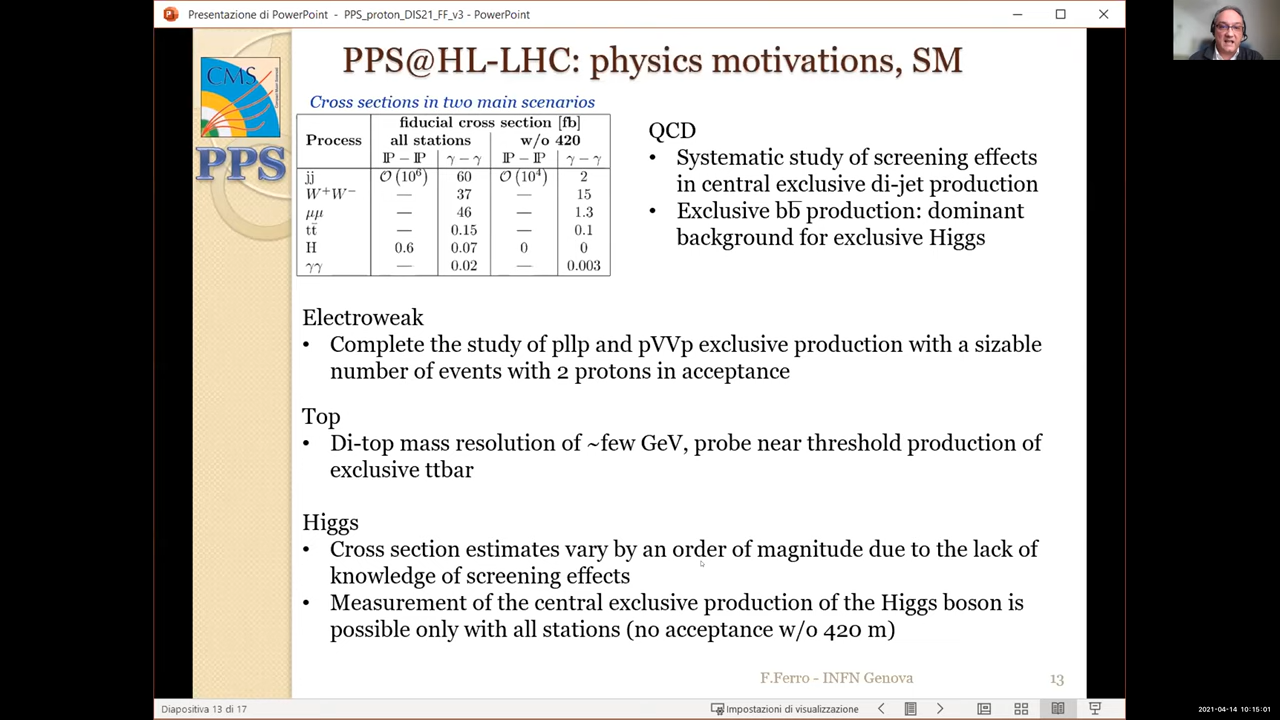 Presentazione di PowerPoint - PPS_proton_DIS21_FF_v3 - PowerPoint
CMS
PPS
PPS@HL-LHC: physics motivations, SM
Cross sections in two main scenarios
Process fiducial cross section [fb]
all stations w/o 420
ℙ − ℙ γ − γ ℙ − ℙ γ − γ
jj 𝒪(10⁶) 60 𝒪(10⁴) 2
W⁺W⁻ — 37 — 15
μμ — 46 — 1.3
tt̄ — 0.15 — 0.1
H 0.6 0.07 0 0
γγ — 0.02 — 0.003
QCD
• Systematic study of screening effects
in central exclusive di-jet production
• Exclusive bb̅ production: dominant
background for exclusive Higgs
Electroweak
• Complete the study of pllp and pVVp exclusive production with a sizable
number of events with 2 protons in acceptance
Top
• Di-top mass resolution of ~few GeV, probe near threshold production of
exclusive ttbar
Higgs
• Cross section estimates vary by an order of magnitude due to the lack of
knowledge of screening effects
• Measurement of the central exclusive production of the Higgs boson is
possible only with all stations (no acceptance w/o 420 m)
F.Ferro - INFN Genova
13
Diapositiva 13 di 17
Impostazioni di visualizzazione
2021-04-14 10:15:01